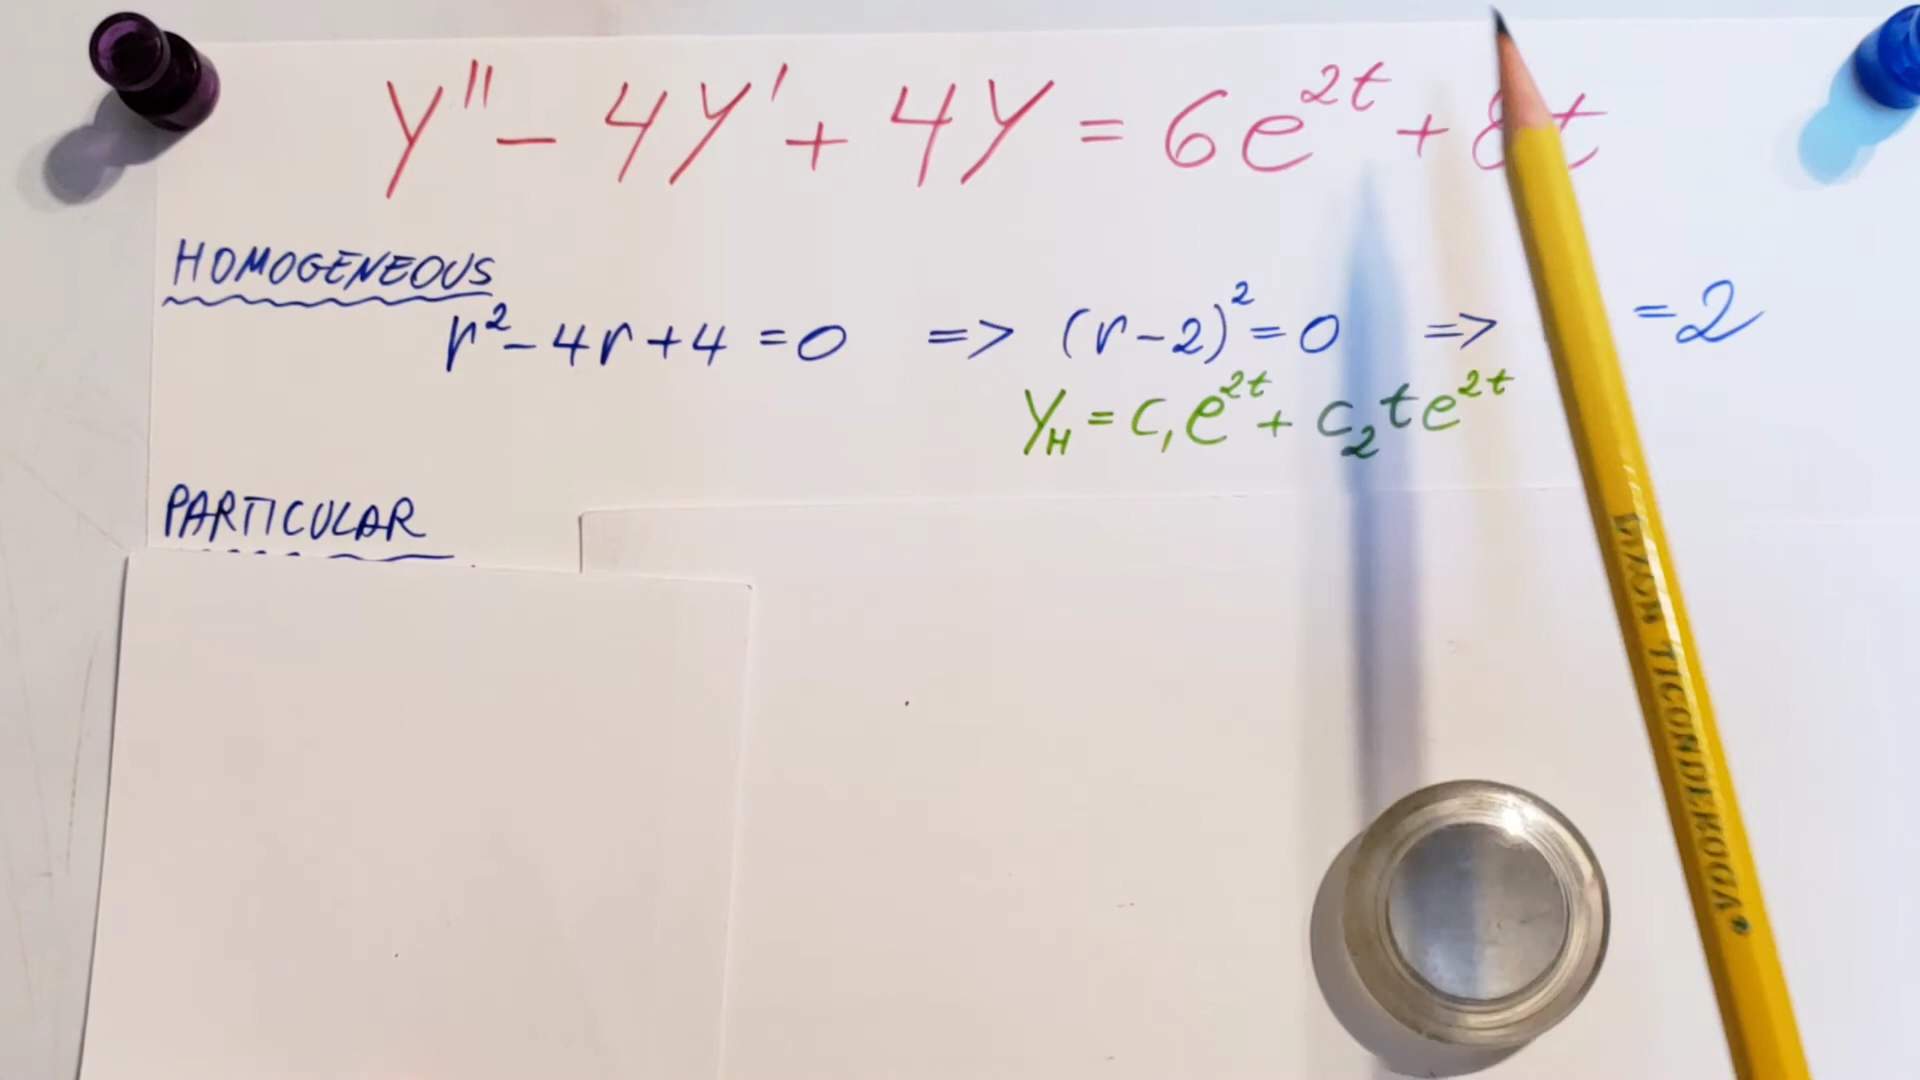 y'' - 4y' + 4y = 6e^{2t} + 8t
HOMOGENEOUS
r² - 4r + 4 = 0 => (r - 2)² = 0 => = 2
y_H = c₁e^{2t} + c₂te^{2t}
PARTICULAR
DIXON TICONDEROGA®